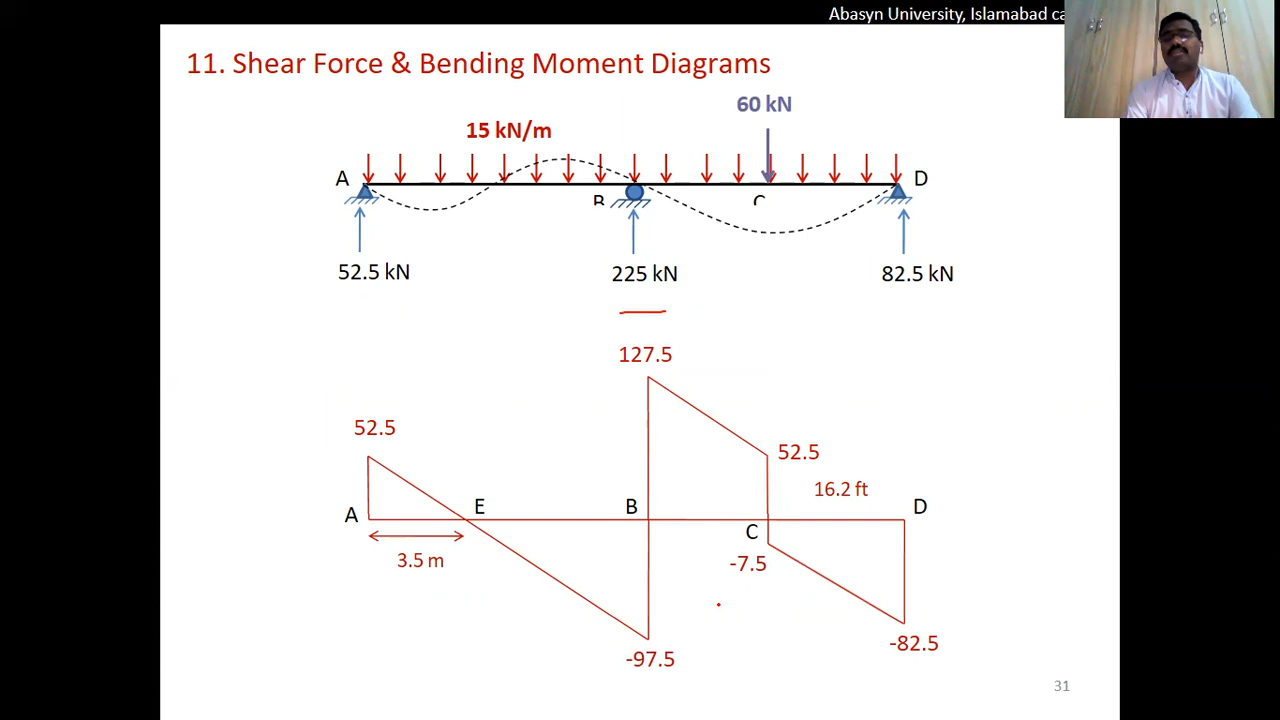 Abasyn University, Islamabad ca
11. Shear Force & Bending Moment Diagrams
60 kN
15 kN/m
A
D
B
C
52.5 kN
225 kN
82.5 kN
127.5
52.5
52.5
16.2 ft
A
E
B
D
C
3.5 m
-7.5
-97.5
-82.5
31